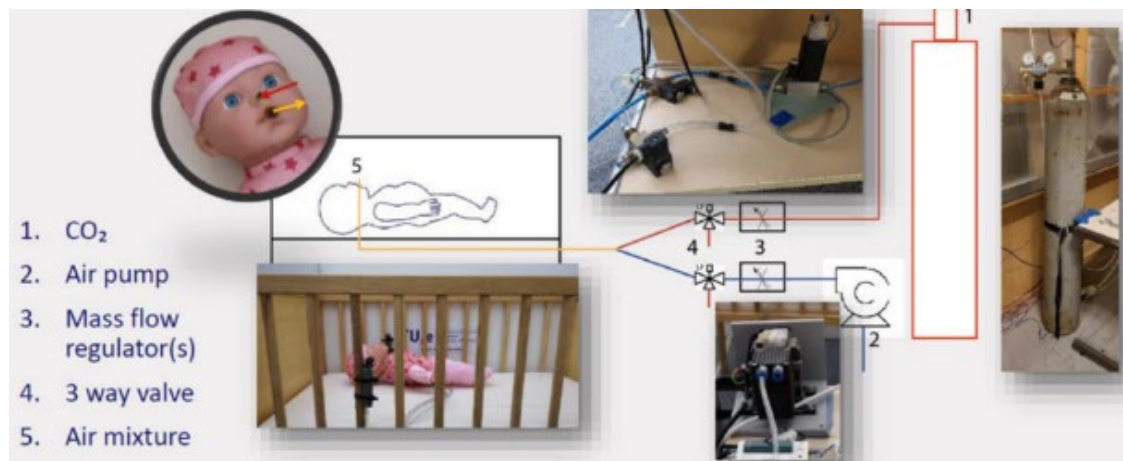 1
5
1. CO₂
2. Air pump
3. Mass flow
regulator(s)
4. 3 way valve
5. Air mixture
4
3
2